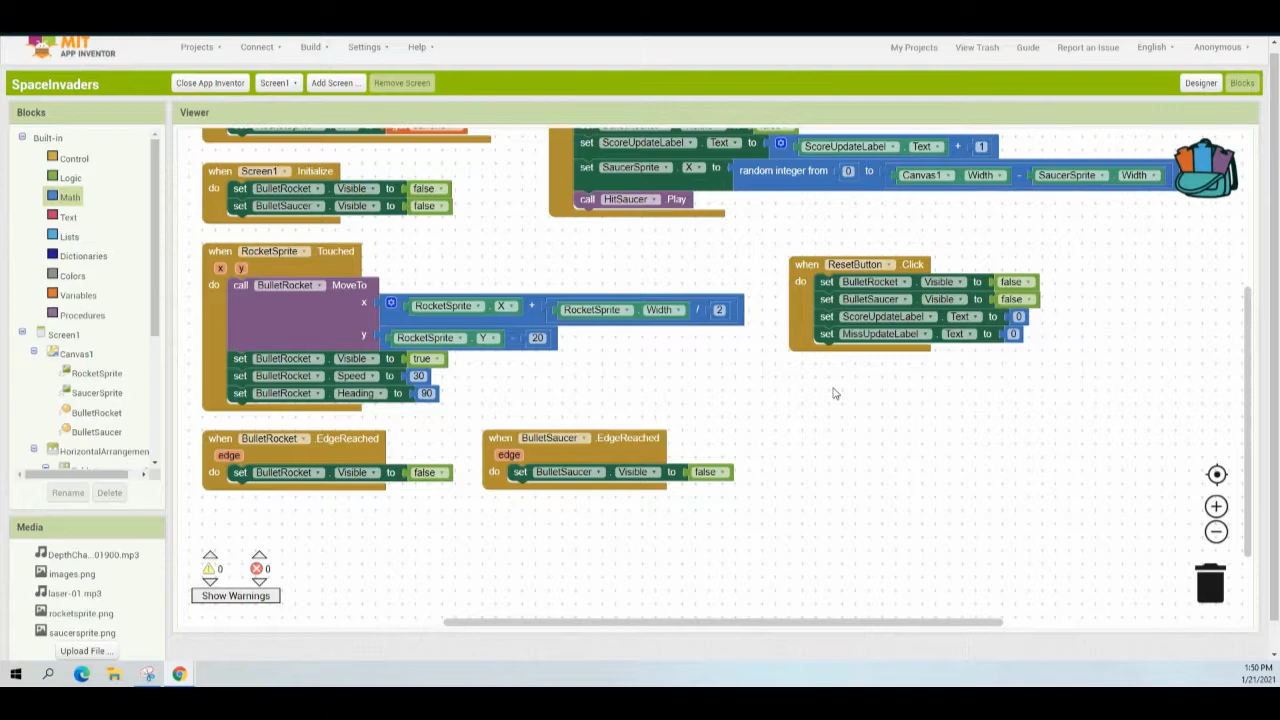 MIT
APP INVENTOR
Projects
Connect
Build
Settings
Help
My Projects
View Trash
Guide
Report an Issue
English
Anonymous
SpaceInvaders
Close App Inventor
Screen1
Add Screen ...
Remove Screen
Designer
Blocks
Blocks
Viewer
Built-in
Control
Logic
Math
Text
Lists
Dictionaries
Colors
Variables
Procedures
Screen1
Canvas1
RocketSprite
SaucerSprite
BulletRocket
BulletSaucer
HorizontalArrangemen
Rename
Delete
Media
DepthCha...01900.mp3
images.png
laser-01.mp3
rocketsprite.png
saucersprite.png
Upload File ...
when Screen1 . Initialize
do set BulletRocket . Visible to false
set BulletSaucer . Visible to false
when RocketSprite . Touched
x y
do call BulletRocket . MoveTo
x RocketSprite . X + RocketSprite . Width / 2
y RocketSprite . Y - 20
set BulletRocket . Visible to true
set BulletRocket . Speed to 30
set BulletRocket . Heading to 90
when BulletRocket . EdgeReached
edge
do set BulletRocket . Visible to false
when BulletSaucer . EdgeReached
edge
do set BulletSaucer . Visible to false
set ScoreUpdateLabel . Text to ScoreUpdateLabel . Text + 1
set SaucerSprite . X to random integer from 0 to Canvas1 . Width - SaucerSprite . Width
call HitSaucer . Play
when ResetButton . Click
do set BulletRocket . Visible to false
set BulletSaucer . Visible to false
set ScoreUpdateLabel . Text to 0
set MissUpdateLabel . Text to 0
0
0
Show Warnings
1:50 PM
1/21/2021